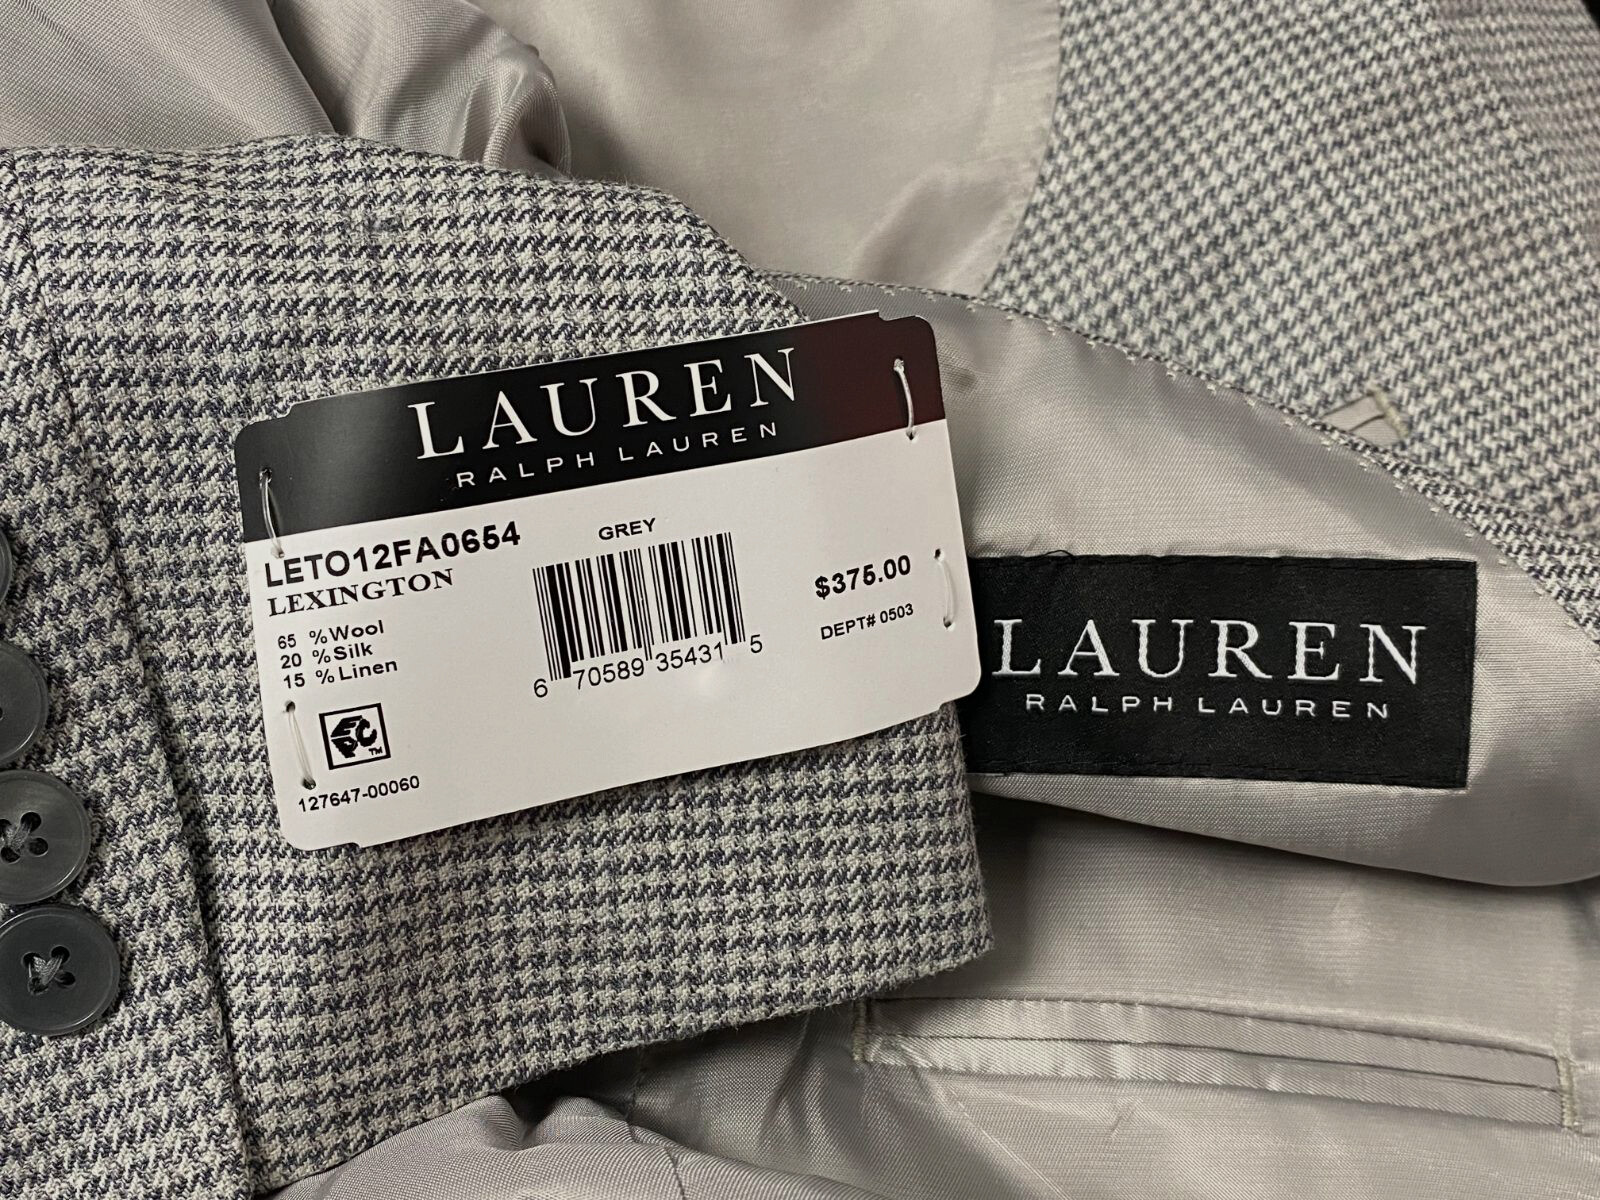 LAUREN
RALPH LAUREN
LETO12FA0654
LEXINGTON
GREY
65 %Wool
20 %Silk
15 %Linen
6 70589 35431 5
$375.00
DEPT# 0503
TM
127647-00060
LAUREN
RALPH LAUREN